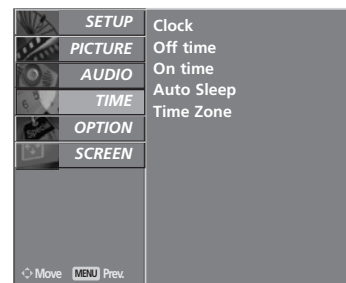 SETUP
PICTURE
AUDIO
TIME
OPTION
SCREEN
Move MENU Prev.
Clock
Off time
On time
Auto Sleep
Time Zone